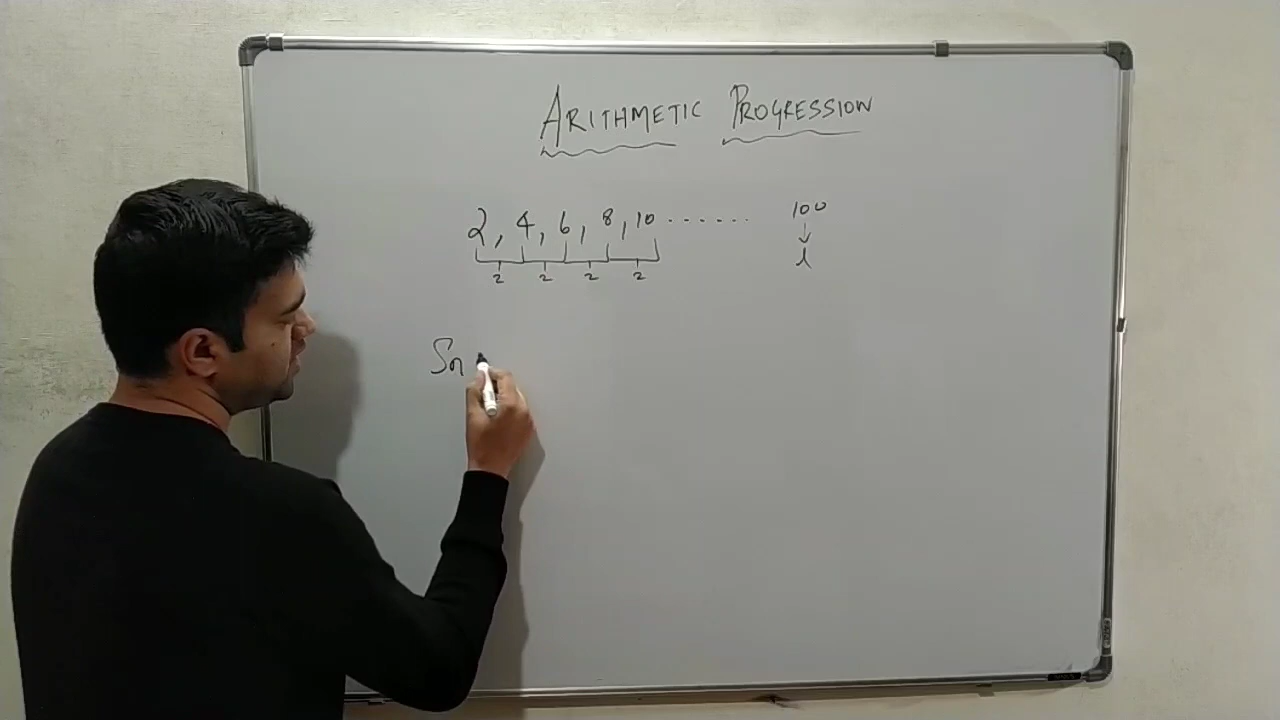 ARITHMETIC PROGRESSION
2, 4, 6, 8, 10 ...... 100
2 2 2 2 l
Sn